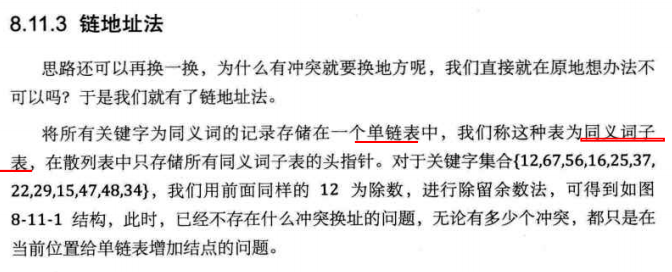 8.11.3 链地址法
思路还可以再换一换，为什么有冲突就要换地方呢，我们直接就在原地想办法不
可以吗？于是我们就有了链地址法。
将所有关键字为同义词的记录存储在一个单链表中，我们称这种表为同义词子
表，在散列表中只存储所有同义词子表的头指针。对于关键字集合{12,67,56,16,25,37,
22,29,15,47,48,34}，我们用前面同样的 12 为除数，进行除留余数法，可得到如图
8-11-1 结构，此时，已经不存在什么冲突换址的问题，无论有多少个冲突，都只是在
当前位置给单链表增加结点的问题。